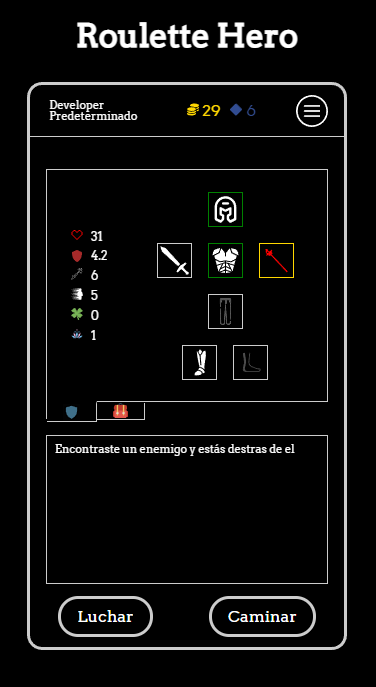 Roulette Hero
Developer
Predeterminado
29
6
31
4.2
6
5
0
1
Encontraste un enemigo y estás destras de el
Luchar
Caminar